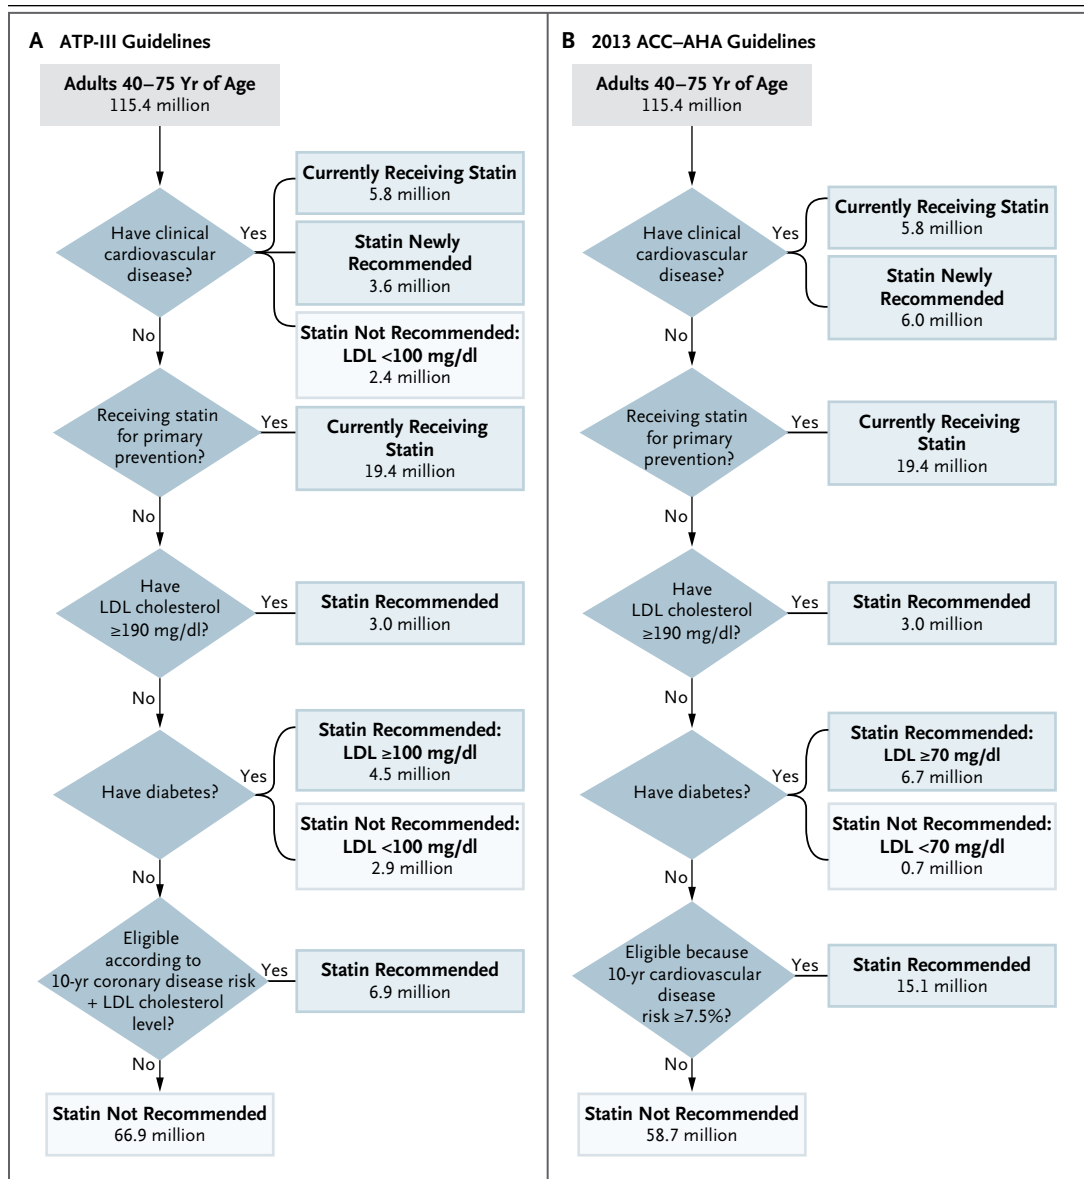 A ATP-III Guidelines
Adults 40–75 Yr of Age
115.4 million
Have clinical
cardiovascular
disease?
Yes
Currently Receiving Statin
5.8 million
Statin Newly
Recommended
3.6 million
Statin Not Recommended:
LDL <100 mg/dl
2.4 million
No
Receiving statin
for primary
prevention?
Yes
Currently Receiving
Statin
19.4 million
No
Have
LDL cholesterol
≥190 mg/dl?
Yes
Statin Recommended
3.0 million
No
Have diabetes?
Yes
Statin Recommended:
LDL ≥100 mg/dl
4.5 million
Statin Not Recommended:
LDL <100 mg/dl
2.9 million
No
Eligible
according to
10-yr coronary disease risk
+ LDL cholesterol
level?
Yes
Statin Recommended
6.9 million
No
Statin Not Recommended
66.9 million
B 2013 ACC–AHA Guidelines
Adults 40–75 Yr of Age
115.4 million
Have clinical
cardiovascular
disease?
Yes
Currently Receiving Statin
5.8 million
Statin Newly
Recommended
6.0 million
No
Receiving statin
for primary
prevention?
Yes
Currently Receiving
Statin
19.4 million
No
Have
LDL cholesterol
≥190 mg/dl?
Yes
Statin Recommended
3.0 million
No
Have diabetes?
Yes
Statin Recommended:
LDL ≥70 mg/dl
6.7 million
Statin Not Recommended:
LDL <70 mg/dl
0.7 million
No
Eligible because
10-yr cardiovascular
disease
risk ≥7.5%?
Yes
Statin Recommended
15.1 million
No
Statin Not Recommended
58.7 million